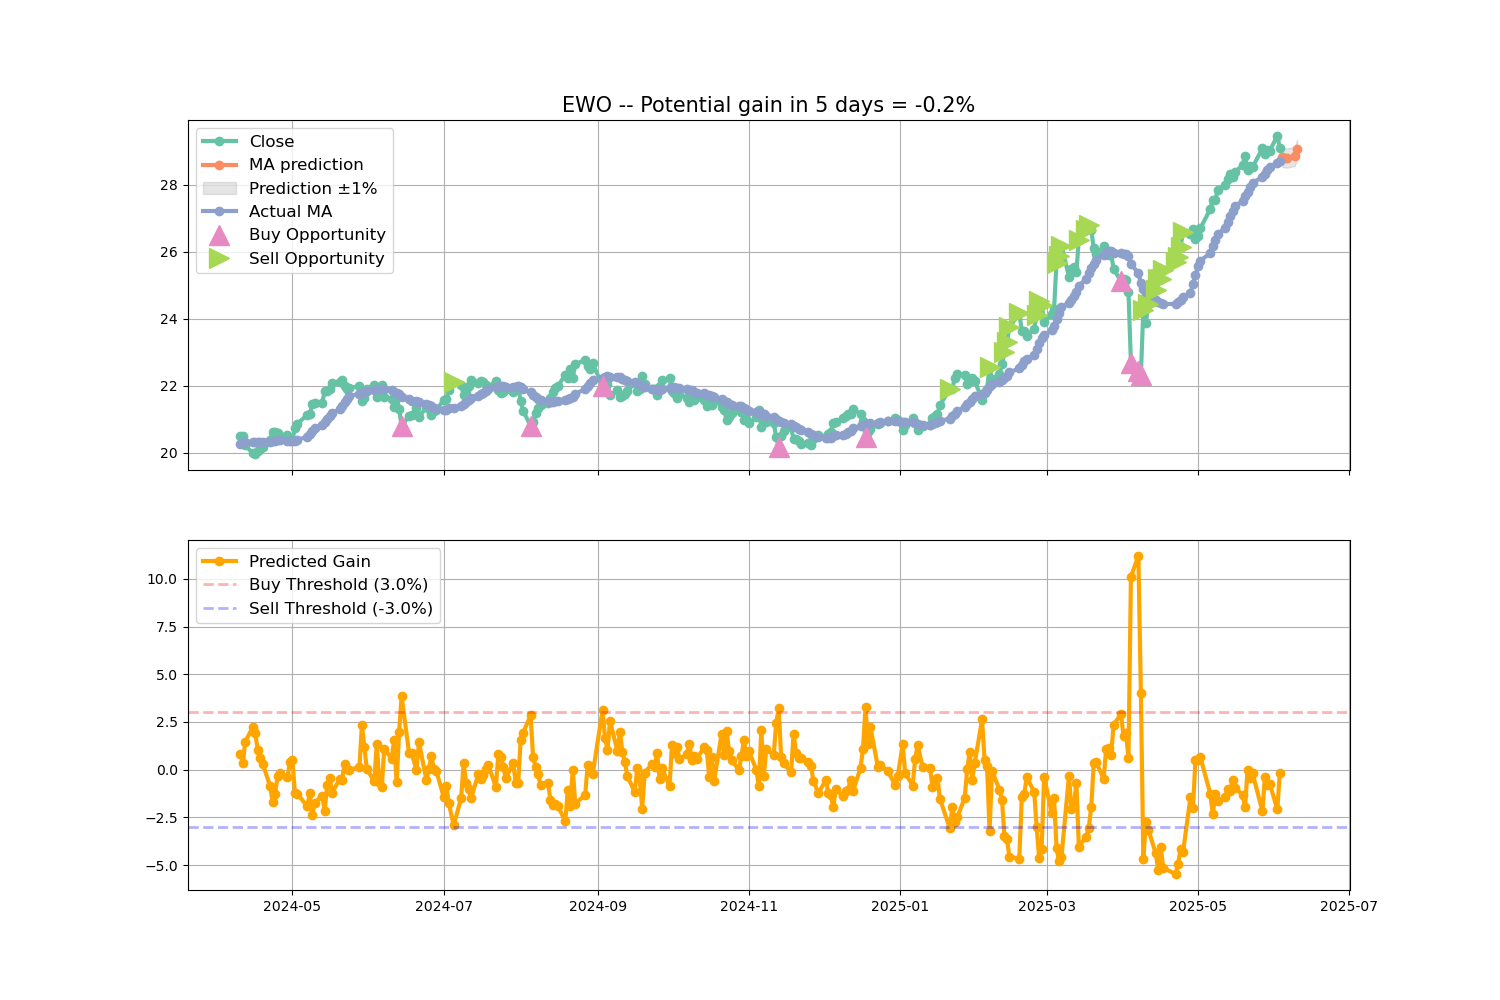 EWO -- Potential gain in 5 days = -0.2%
Close
MA prediction
Prediction ±1%
Actual MA
Buy Opportunity
Sell Opportunity
28
26
24
22
20
Predicted Gain
Buy Threshold (3.0%)
Sell Threshold (-3.0%)
10.0
7.5
5.0
2.5
0.0
−2.5
−5.0
2024-05 2024-07 2024-09 2024-11 2025-01 2025-03 2025-05 2025-07